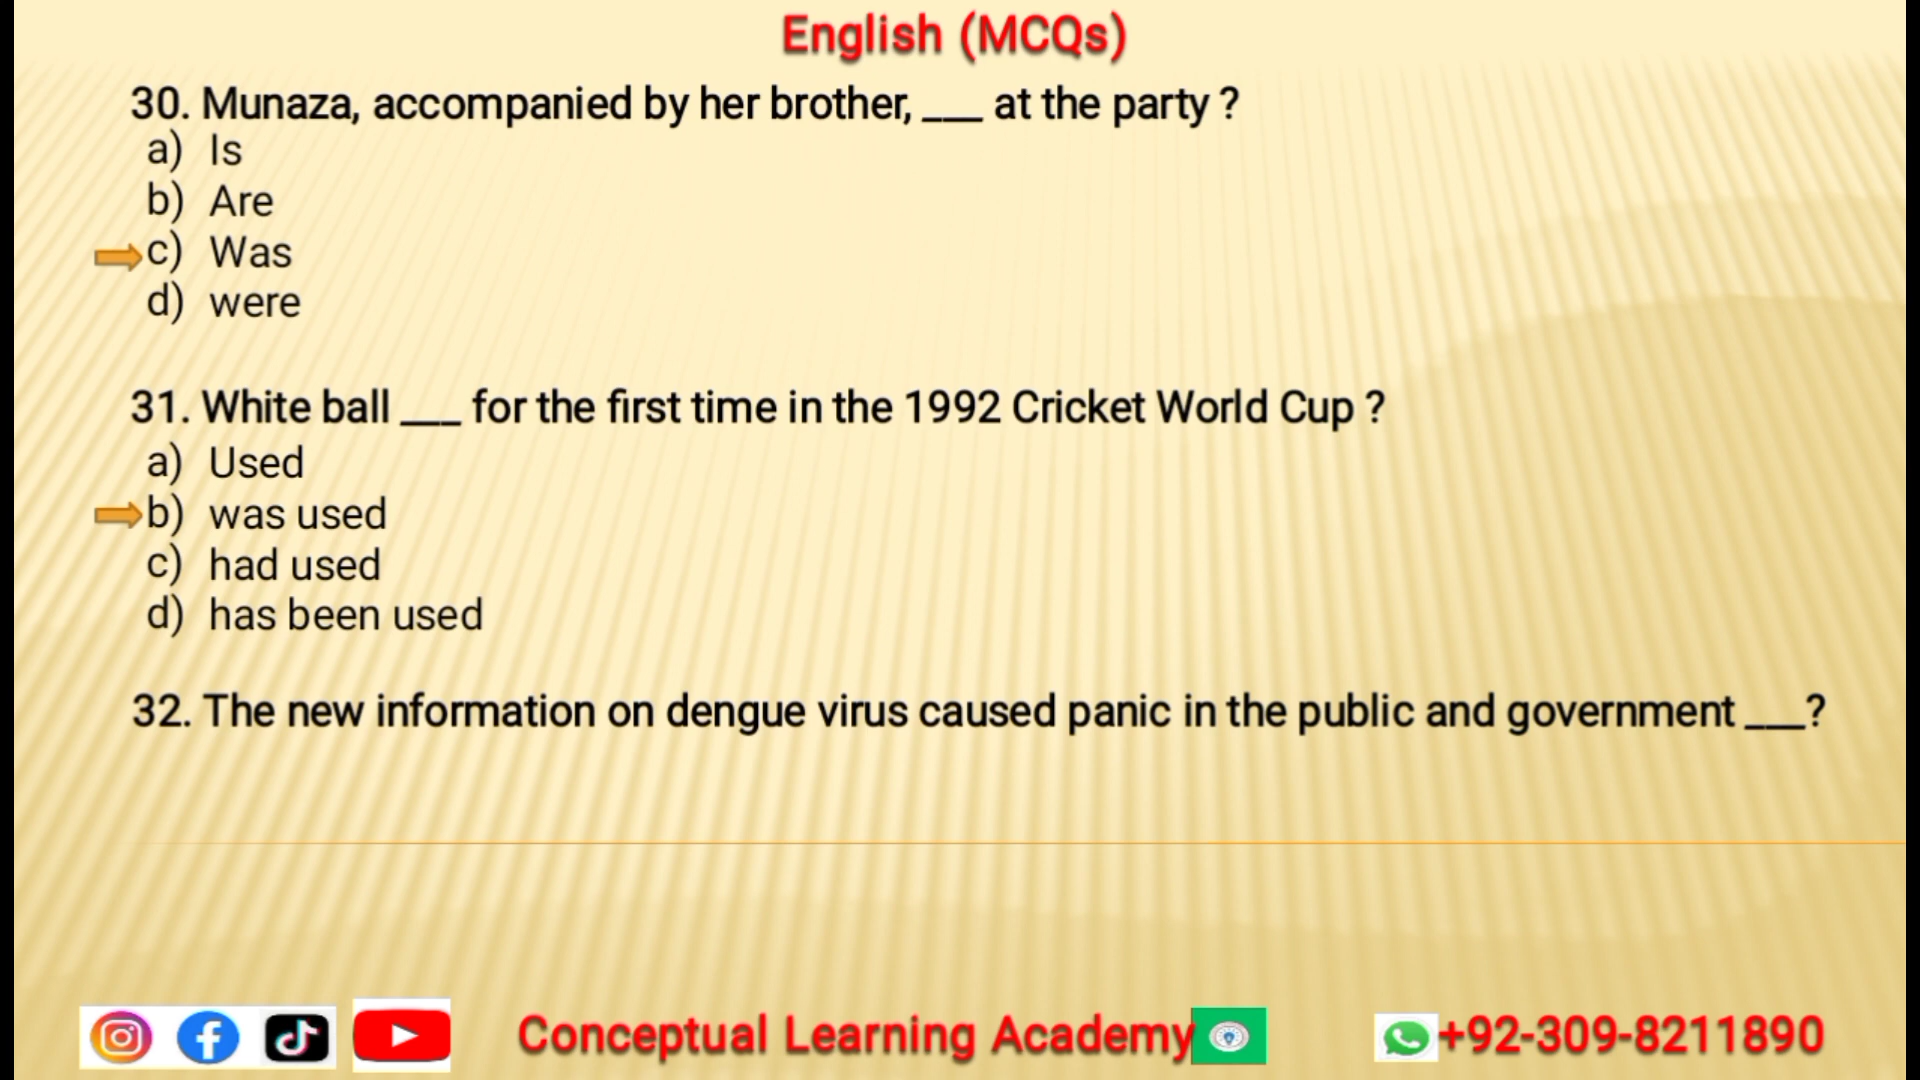 English (MCQs)
30. Munaza, accompanied by her brother, ___ at the party ?
a) Is
b) Are
c) Was
d) were
31. White ball ___ for the first time in the 1992 Cricket World Cup ?
a) Used
b) was used
c) had used
d) has been used
32. The new information on dengue virus caused panic in the public and government ___?
Conceptual Learning Academy
+92-309-8211890